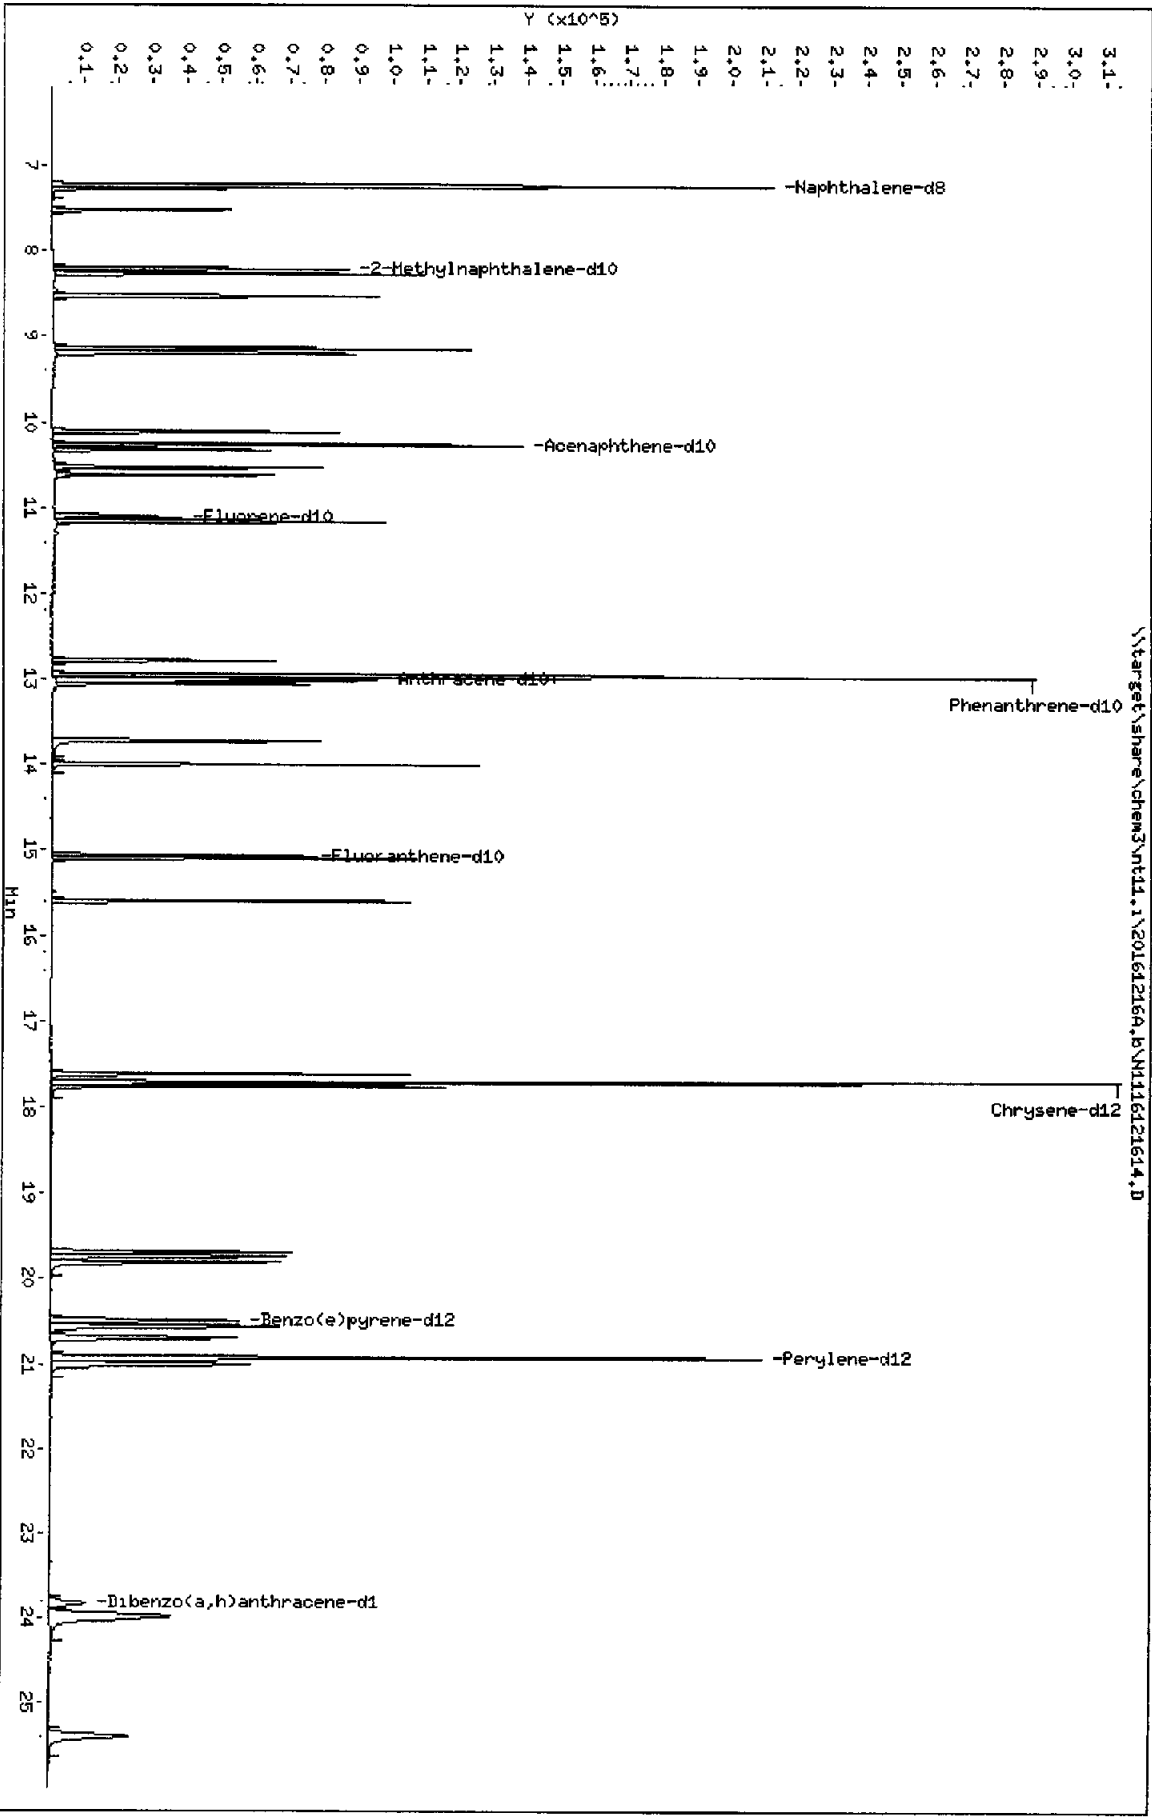 \\target\share\chem3\nt11.i\20161216A.b\N1116121614.D
Y (x10^5)
3.1-
3.0-
2.9-
2.8-
2.7-
2.6-
2.5-
2.4-
2.3-
2.2-
2.1-
2.0-
1.9-
1.8-
1.7-
1.6-
1.5-
1.4-
1.3-
1.2-
1.1-
1.0-
0.9-
0.8-
0.7-
0.6-
0.5-
0.4-
0.3-
0.2-
0.1-
-Naphthalene-d8
-2-Methylnaphthalene-d10
-Acenaphthene-d10
-Fluorene-d10
Anthracene-d10
Phenanthrene-d10
-Fluoranthene-d10
Chrysene-d12
-Benzo(e)pyrene-d12
-Perylene-d12
-Dibenzo(a,h)anthracene-d1
7 8 9 10 11 12 13 14 15 16 17 18 19 20 21 22 23 24 25
Min